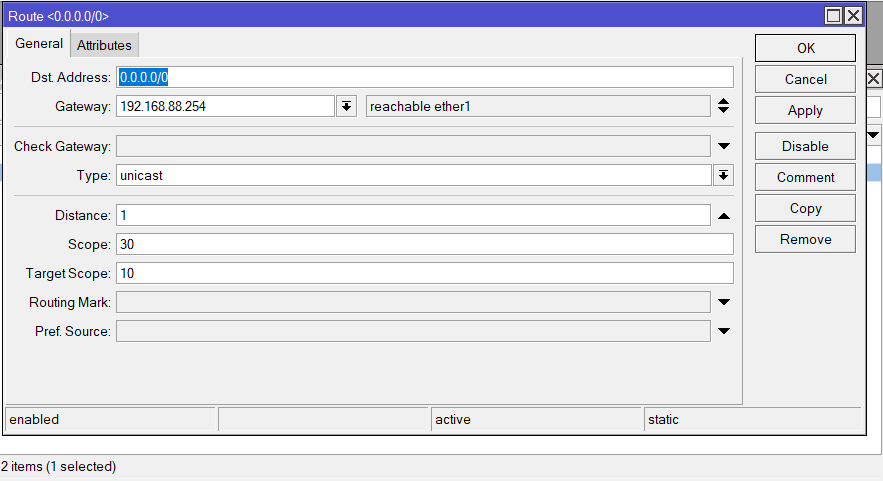 Route <0.0.0.0/0>
General Attributes
Dst. Address: 0.0.0.0/0
Gateway: 192.168.88.254 reachable ether1
Check Gateway:
Type: unicast
Distance: 1
Scope: 30
Target Scope: 10
Routing Mark:
Pref. Source:
OK
Cancel
Apply
Disable
Comment
Copy
Remove
enabled active static
2 items (1 selected)